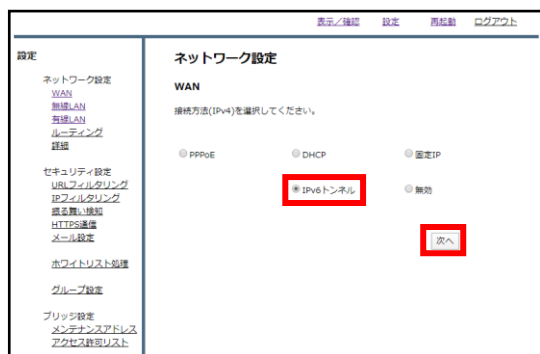 表示/確認 設定 再起動 ログアウト
設定
ネットワーク設定
WAN
無線LAN
有線LAN
ルーティング
詳細
セキュリティ設定
URLフィルタリング
IPフィルタリング
振る舞い検知
HTTPS通信
メール設定
ホワイトリスト処理
グループ設定
ブリッジ設定
メンテナンスアドレス
アクセス許可リスト
ネットワーク設定
WAN
接続方法(IPv4)を選択してください。
PPPoE DHCP 固定IP
IPv6トンネル 無効
次へ